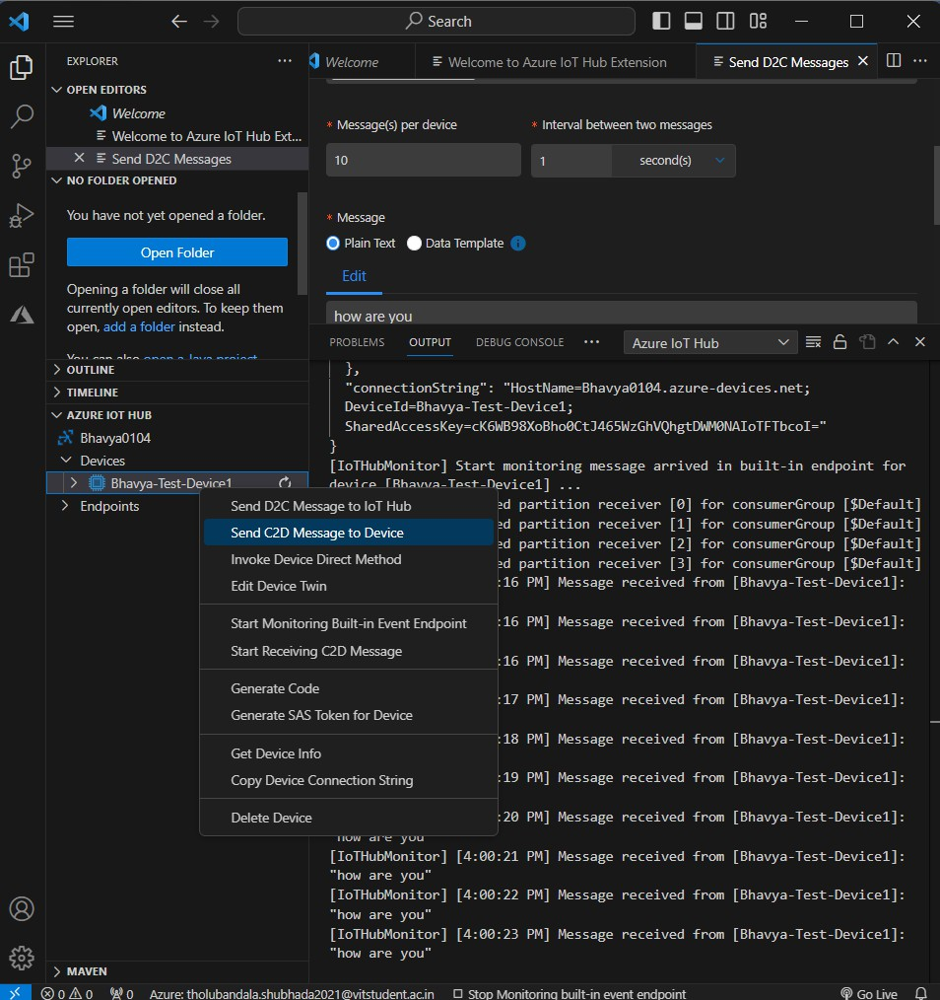 Search
EXPLORER
OPEN EDITORS
Welcome
Welcome to Azure IoT Hub Ext...
Send D2C Messages
NO FOLDER OPENED
You have not yet opened a folder.
Open Folder
Opening a folder will close all
currently open editors. To keep them
open, add a folder instead.
You can also open a Java project
OUTLINE
TIMELINE
AZURE IOT HUB
Bhavya0104
Devices
Bhavya-Test-Device1
Endpoints
MAVEN
Welcome
Welcome to Azure IoT Hub Extension
Send D2C Messages
* Message(s) per device
* Interval between two messages
10
1
second(s)
* Message
Plain Text
Data Template
Edit
how are you
PROBLEMS
OUTPUT
DEBUG CONSOLE
Azure IoT Hub
},
"connectionString": "HostName=Bhavya0104.azure-devices.net;
DeviceId=Bhavya-Test-Device1;
SharedAccessKey=cK6WB98XoBho0CtJ465WzGhVQhgtDWM0NAIoTFTbcoI="
}
[IoTHubMonitor] Start monitoring message arrived in built-in endpoint for
device [Bhavya-Test-Device1] ...
ed partition receiver [0] for consumerGroup [$Default]
ed partition receiver [1] for consumerGroup [$Default]
ed partition receiver [2] for consumerGroup [$Default]
ed partition receiver [3] for consumerGroup [$Default]
:16 PM] Message received from [Bhavya-Test-Device1]:
:16 PM] Message received from [Bhavya-Test-Device1]:
:16 PM] Message received from [Bhavya-Test-Device1]:
:17 PM] Message received from [Bhavya-Test-Device1]:
:18 PM] Message received from [Bhavya-Test-Device1]:
:19 PM] Message received from [Bhavya-Test-Device1]:
:20 PM] Message received from [Bhavya-Test-Device1]:
"how are you"
[IoTHubMonitor] [4:00:21 PM] Message received from [Bhavya-Test-Device1]:
"how are you"
[IoTHubMonitor] [4:00:22 PM] Message received from [Bhavya-Test-Device1]:
"how are you"
[IoTHubMonitor] [4:00:23 PM] Message received from [Bhavya-Test-Device1]:
"how are you"
Send D2C Message to IoT Hub
Send C2D Message to Device
Invoke Device Direct Method
Edit Device Twin
Start Monitoring Built-in Event Endpoint
Start Receiving C2D Message
Generate Code
Generate SAS Token for Device
Get Device Info
Copy Device Connection String
Delete Device
0 0 0 Azure: tholubandala.shubhada2021@vitstudent.ac.in Stop Monitoring built-in event endpoint Go Live